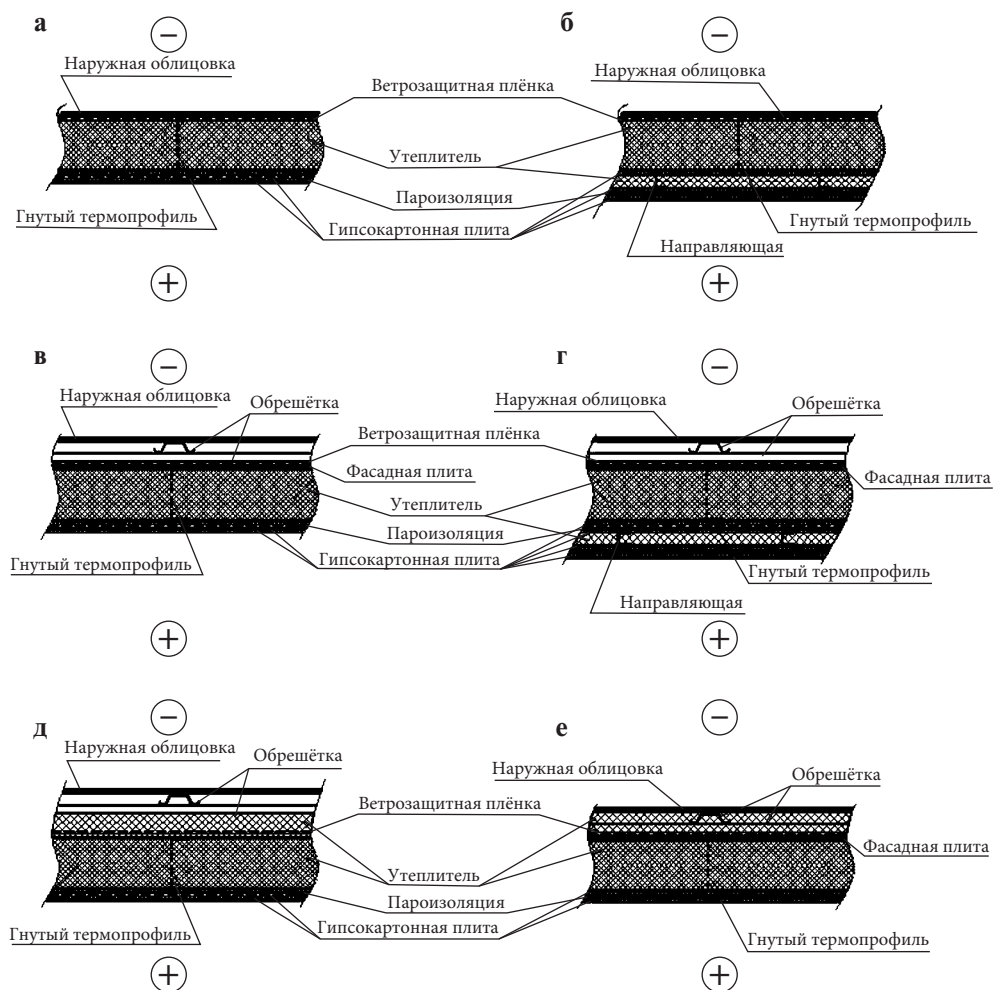 а
б
−
−
Наружная облицовка
Наружная облицовка
Ветрозащитная плёнка
Утеплитель
Пароизоляция
Гнутый термопрофиль
Гипсокартонная плита
Гнутый термопрофиль
Направляющая
+
+
в
г
−
−
Наружная облицовка
Обрешётка
Наружная облицовка
Обрешётка
Ветрозащитная плёнка
Фасадная плита
Фасадная плита
Утеплитель
Пароизоляция
Гипсокартонная плита
Гнутый термопрофиль
Гнутый термопрофиль
Направляющая
+
+
д
е
−
−
Наружная облицовка
Обрешётка
Наружная облицовка
Обрешётка
Ветрозащитная плёнка
Фасадная плита
Утеплитель
Пароизоляция
Гипсокартонная плита
Гнутый термопрофиль
Гнутый термопрофиль
+
+